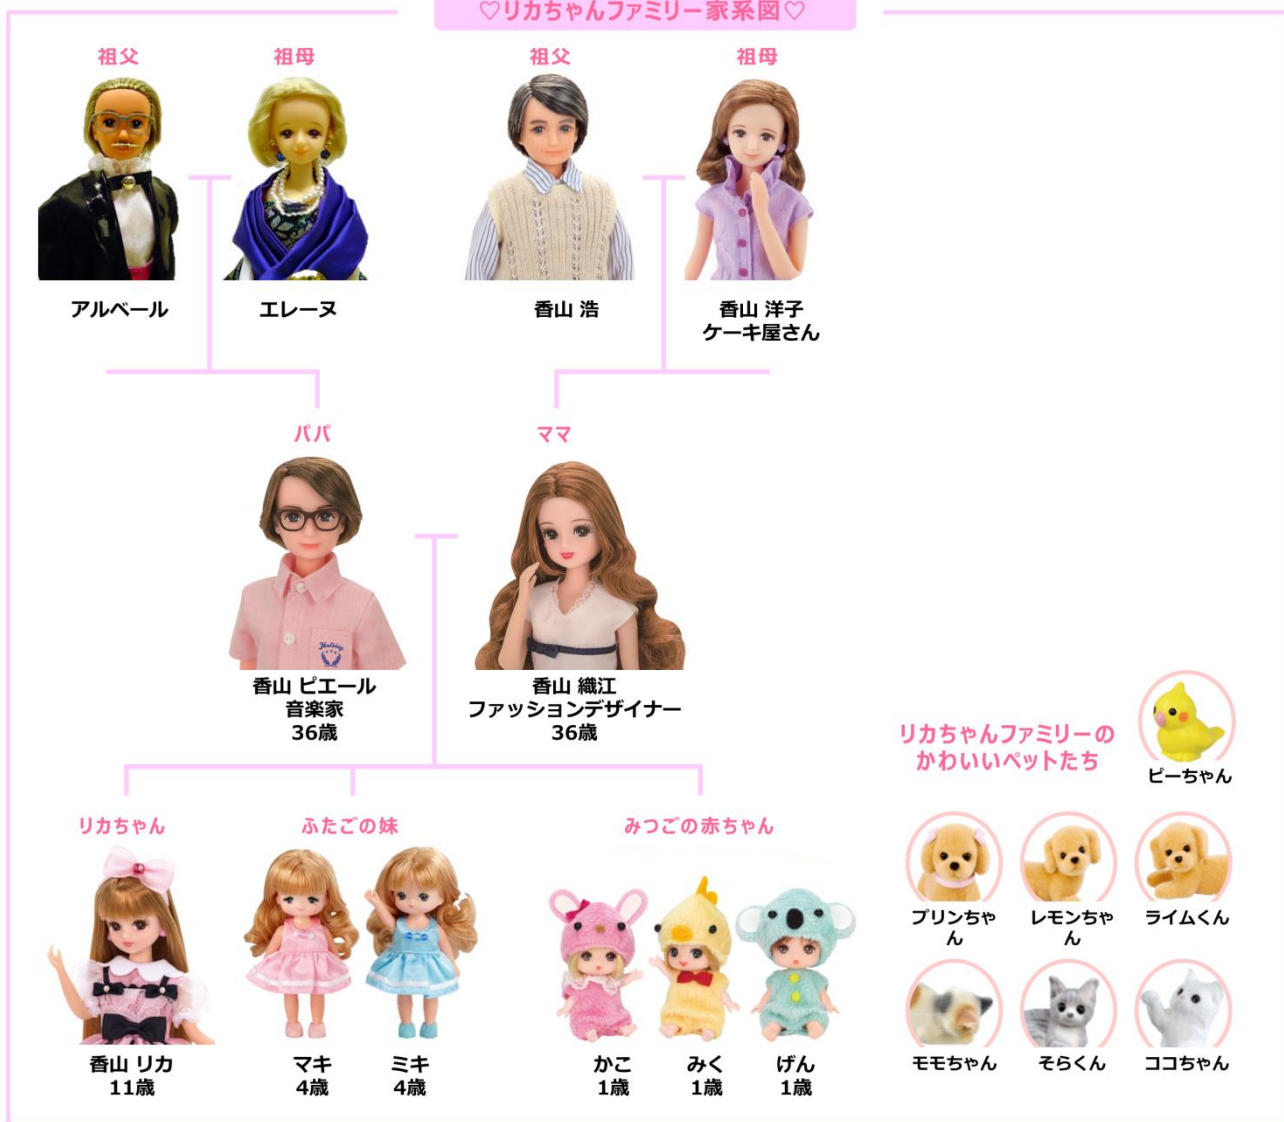 ♡リカちゃんファミリー家系図♡
祖父
祖母
祖父
祖母
アルベール
エレーヌ
香山 浩
香山 洋子
ケーキ屋さん
パパ
ママ
Holiday
香山 ピエール
音楽家
36歳
香山 織江
ファッションデザイナー
36歳
リカちゃん
ふたごの妹
みつごの赤ちゃん
香山 リカ
11歳
マキ
4歳
ミキ
4歳
かこ
1歳
みく
1歳
げん
1歳
リカちゃんファミリーの
かわいいペットたち
ピーちゃん
プリンちゃ
ん
レモンちゃ
ん
ライムくん
モモちゃん
そらくん
ココちゃん